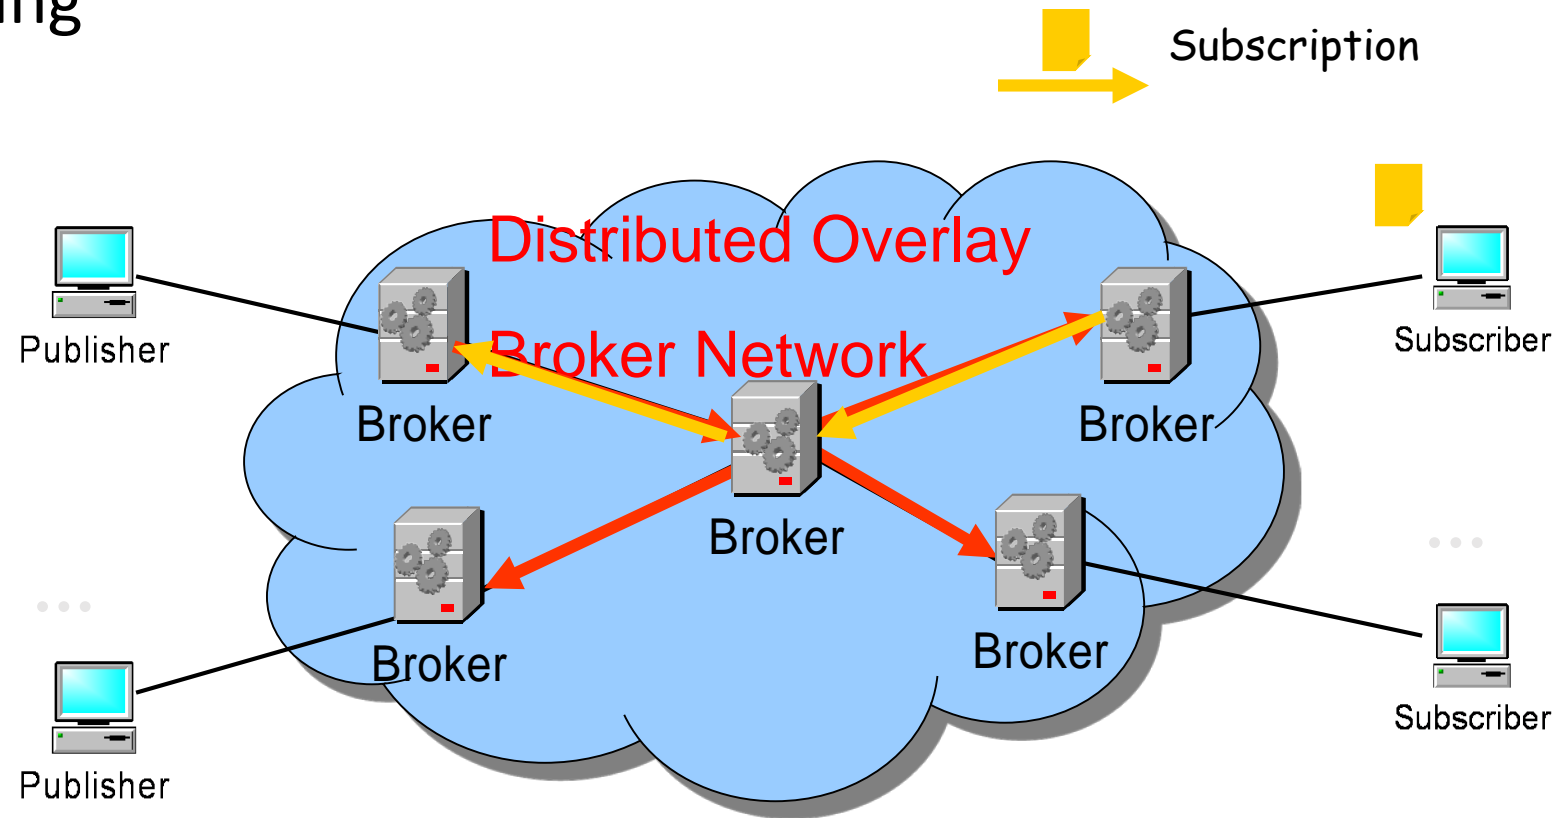 Subscription
Distributed Overlay
Broker Network
Publisher
Subscriber
Broker
Broker
Broker
Broker
Broker
Publisher
Subscriber